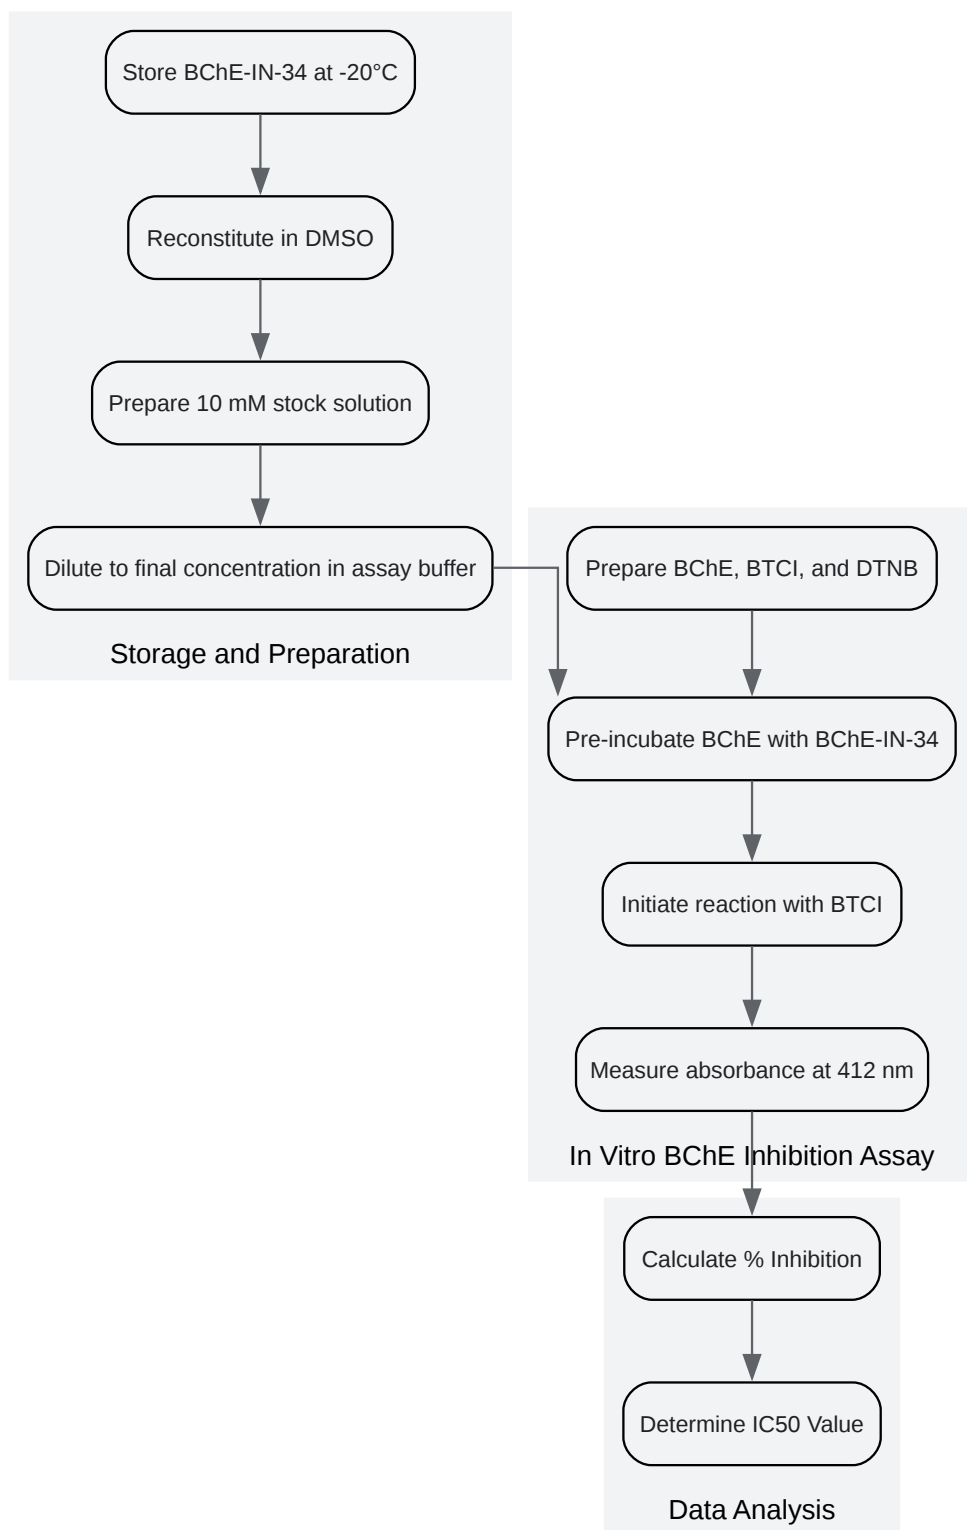 Store BChE-IN-34 at -20°C
Reconstitute in DMSO
Prepare 10 mM stock solution
Dilute to final concentration in assay buffer
Storage and Preparation
Prepare BChE, BTCI, and DTNB
Pre-incubate BChE with BChE-IN-34
Initiate reaction with BTCI
Measure absorbance at 412 nm
In Vitro BChE Inhibition Assay
Calculate % Inhibition
Determine IC50 Value
Data Analysis